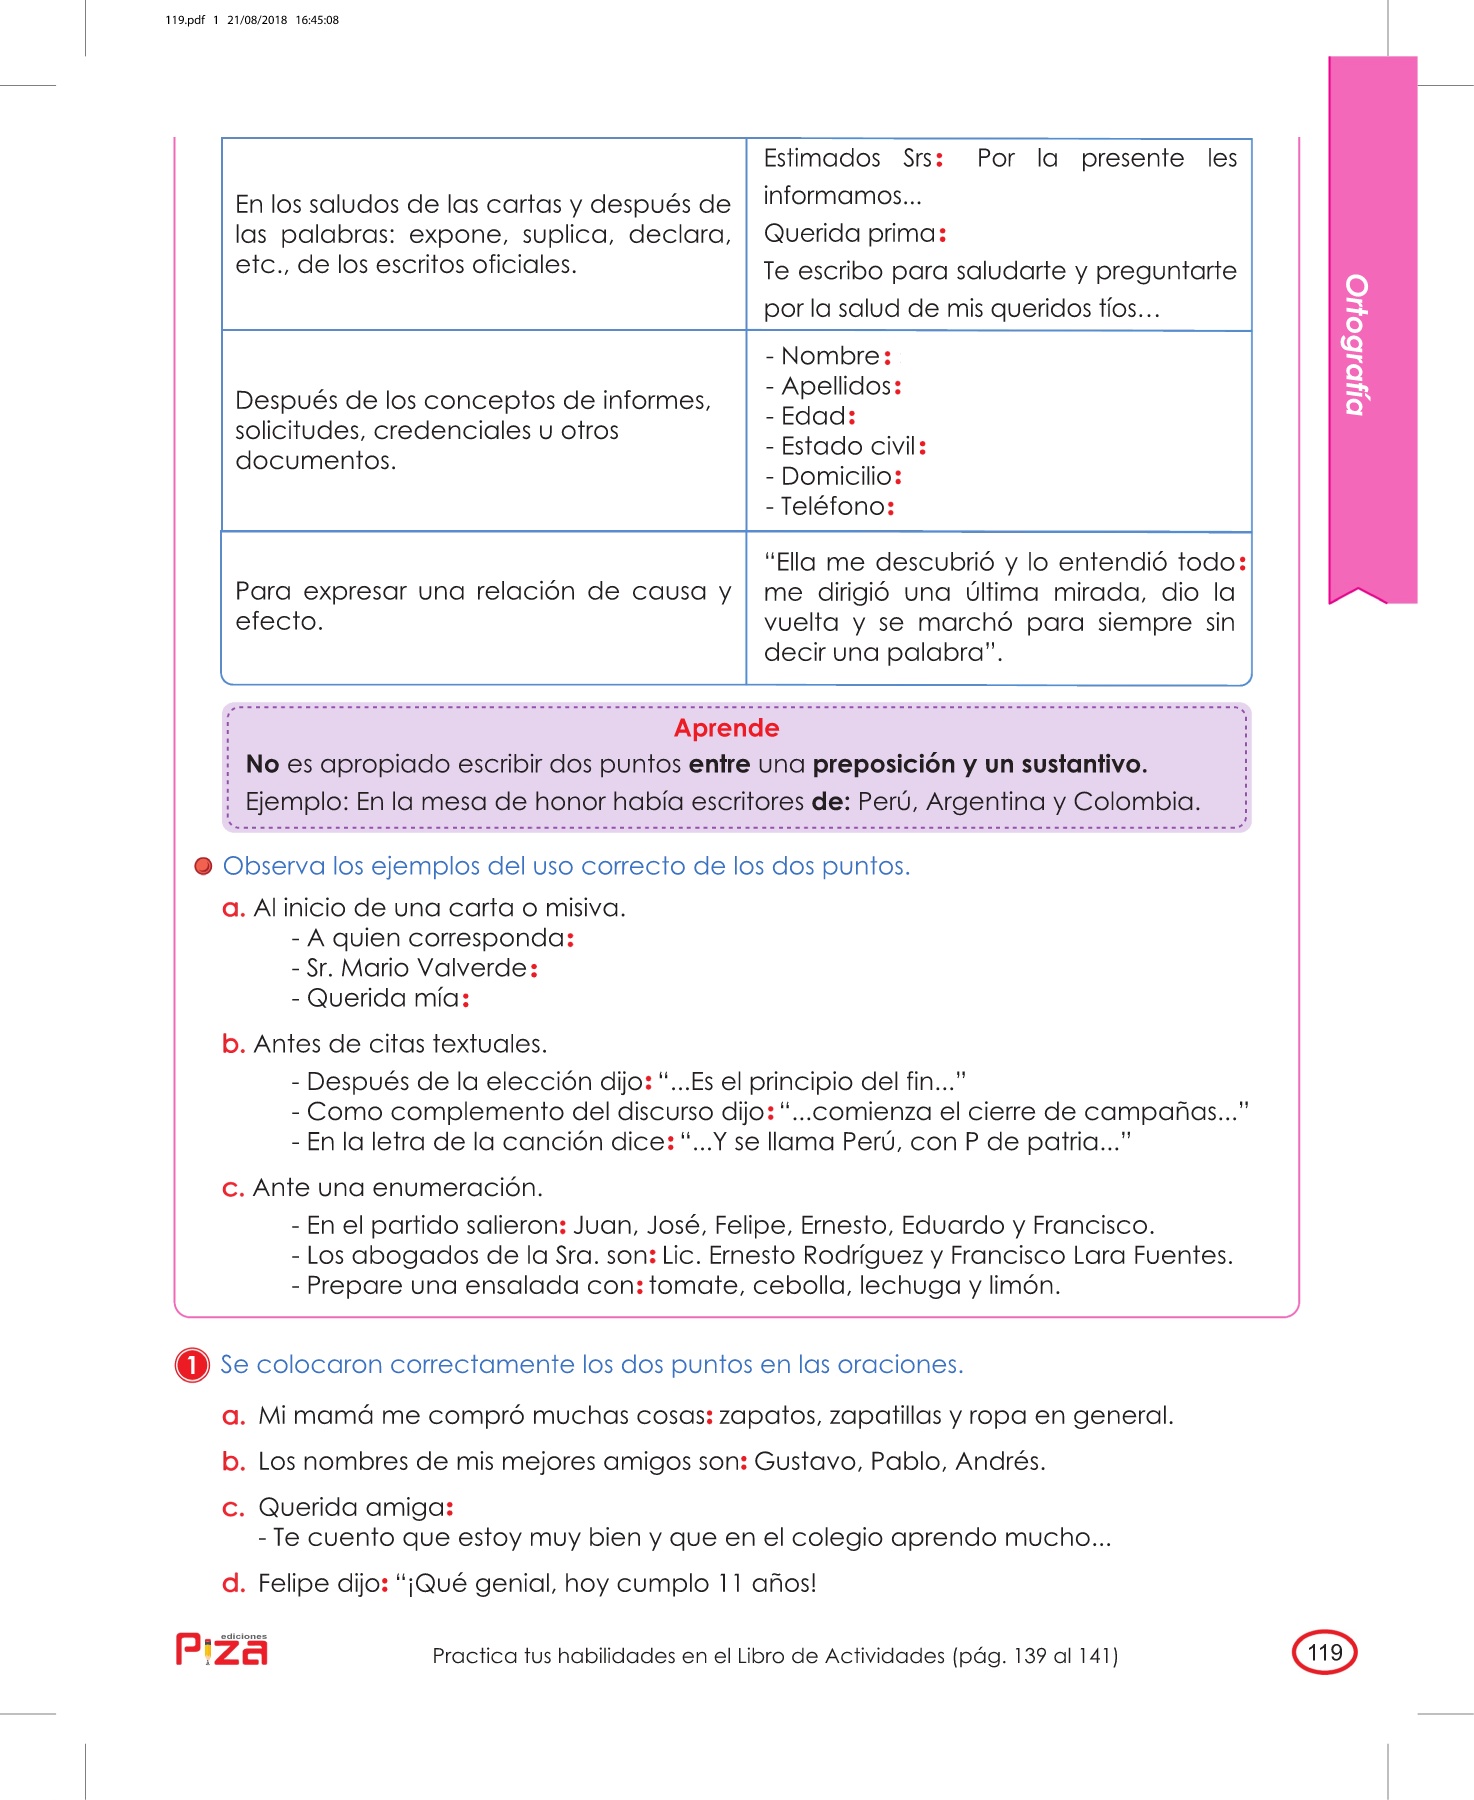 119.pdf 1 21/08/2018 16:45:08
En los saludos de las cartas y después de
las palabras: expone, suplica, declara,
etc., de los escritos oficiales.
Estimados Srs: Por la presente les
informamos...
Querida prima:
Te escribo para saludarte y preguntarte
por la salud de mis queridos tíos...
Después de los conceptos de informes,
solicitudes, credenciales u otros
documentos.
- Nombre:
- Apellidos:
- Edad:
- Estado civil:
- Domicilio:
- Teléfono:
Para expresar una relación de causa y
efecto.
“Ella me descubrió y lo entendió todo:
me dirigió una última mirada, dio la
vuelta y se marchó para siempre sin
decir una palabra”.
Ortografía
Aprende
No es apropiado escribir dos puntos entre una preposición y un sustantivo.
Ejemplo: En la mesa de honor había escritores de: Perú, Argentina y Colombia.
Observa los ejemplos del uso correcto de los dos puntos.
a. Al inicio de una carta o misiva.
- A quien corresponda:
- Sr. Mario Valverde:
- Querida mía:
b. Antes de citas textuales.
- Después de la elección dijo: “...Es el principio del fin...”
- Como complemento del discurso dijo: “...comienza el cierre de campañas...”
- En la letra de la canción dice: “...Y se llama Perú, con P de patria...”
c. Ante una enumeración.
- En el partido salieron: Juan, José, Felipe, Ernesto, Eduardo y Francisco.
- Los abogados de la Sra. son: Lic. Ernesto Rodríguez y Francisco Lara Fuentes.
- Prepare una ensalada con: tomate, cebolla, lechuga y limón.
1 Se colocaron correctamente los dos puntos en las oraciones.
a. Mi mamá me compró muchas cosas: zapatos, zapatillas y ropa en general.
b. Los nombres de mis mejores amigos son: Gustavo, Pablo, Andrés.
c. Querida amiga:
- Te cuento que estoy muy bien y que en el colegio aprendo mucho...
d. Felipe dijo: “¡Qué genial, hoy cumplo 11 años!
ediciones
Piza
Practica tus habilidades en el Libro de Actividades (pág. 139 al 141)
119